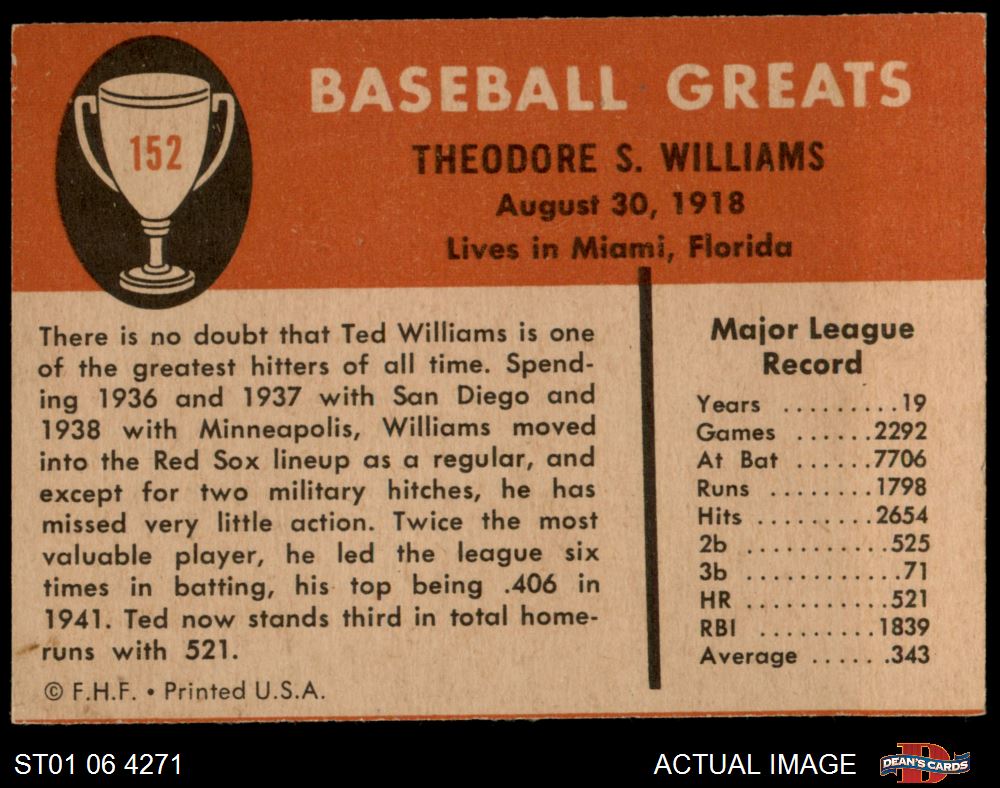 152
BASEBALL GREATS
THEODORE S. WILLIAMS
August 30, 1918
Lives in Miami, Florida
There is no doubt that Ted Williams is one
of the greatest hitters of all time. Spend-
ing 1936 and 1937 with San Diego and
1938 with Minneapolis, Williams moved
into the Red Sox lineup as a regular, and
except for two military hitches, he has
missed very little action. Twice the most
valuable player, he led the league six
times in batting, his top being .406 in
1941. Ted now stands third in total home-
runs with 521.
© F.H.F. • Printed U.S.A.
Major League
Record
Years .........19
Games ......2292
At Bat ......7706
Runs ........1798
Hits .........2654
2b ...........525
3b ............71
HR ...........521
RBI .........1839
Average ......343
ST01 06 4271
ACTUAL IMAGE
D
DEAN'S CARDS